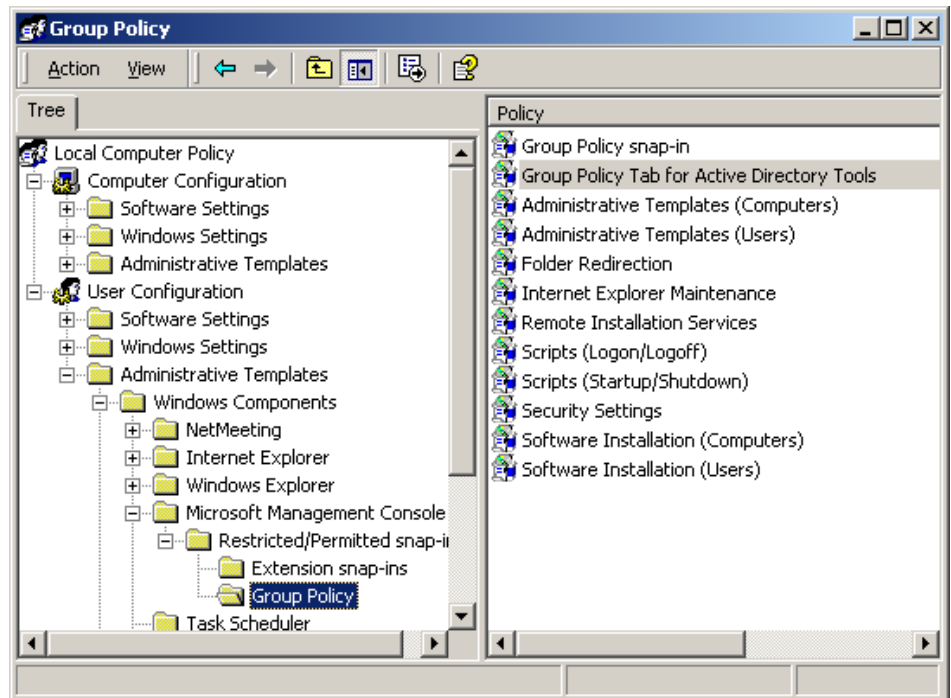 Group Policy
Action View
Tree
Local Computer Policy
Computer Configuration
Software Settings
Windows Settings
Administrative Templates
User Configuration
Software Settings
Windows Settings
Administrative Templates
Windows Components
NetMeeting
Internet Explorer
Windows Explorer
Microsoft Management Console
Restricted/Permitted
Extension snap-ins
Group Policy
Task Scheduler
Policy
Group Policy snap-in
Group Policy Tab for Active Directory Tools
Administrative Templates (Computers)
Administrative Templates (Users)
Folder Redirection
Internet Explorer Maintenance
Remote Installation Services
Scripts (Logon/Logoff)
Scripts (Startup/Shutdown)
Security Settings
Software Installation (Computers)
Software Installation (Users)